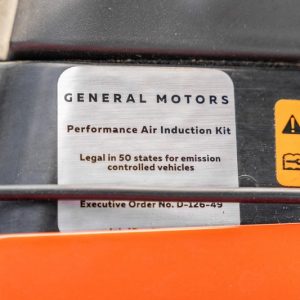 GENERAL MOTORS
Performance Air Induction Kit
Legal in 50 states for emission
controlled vehicles
Executive Order No. D-126-49